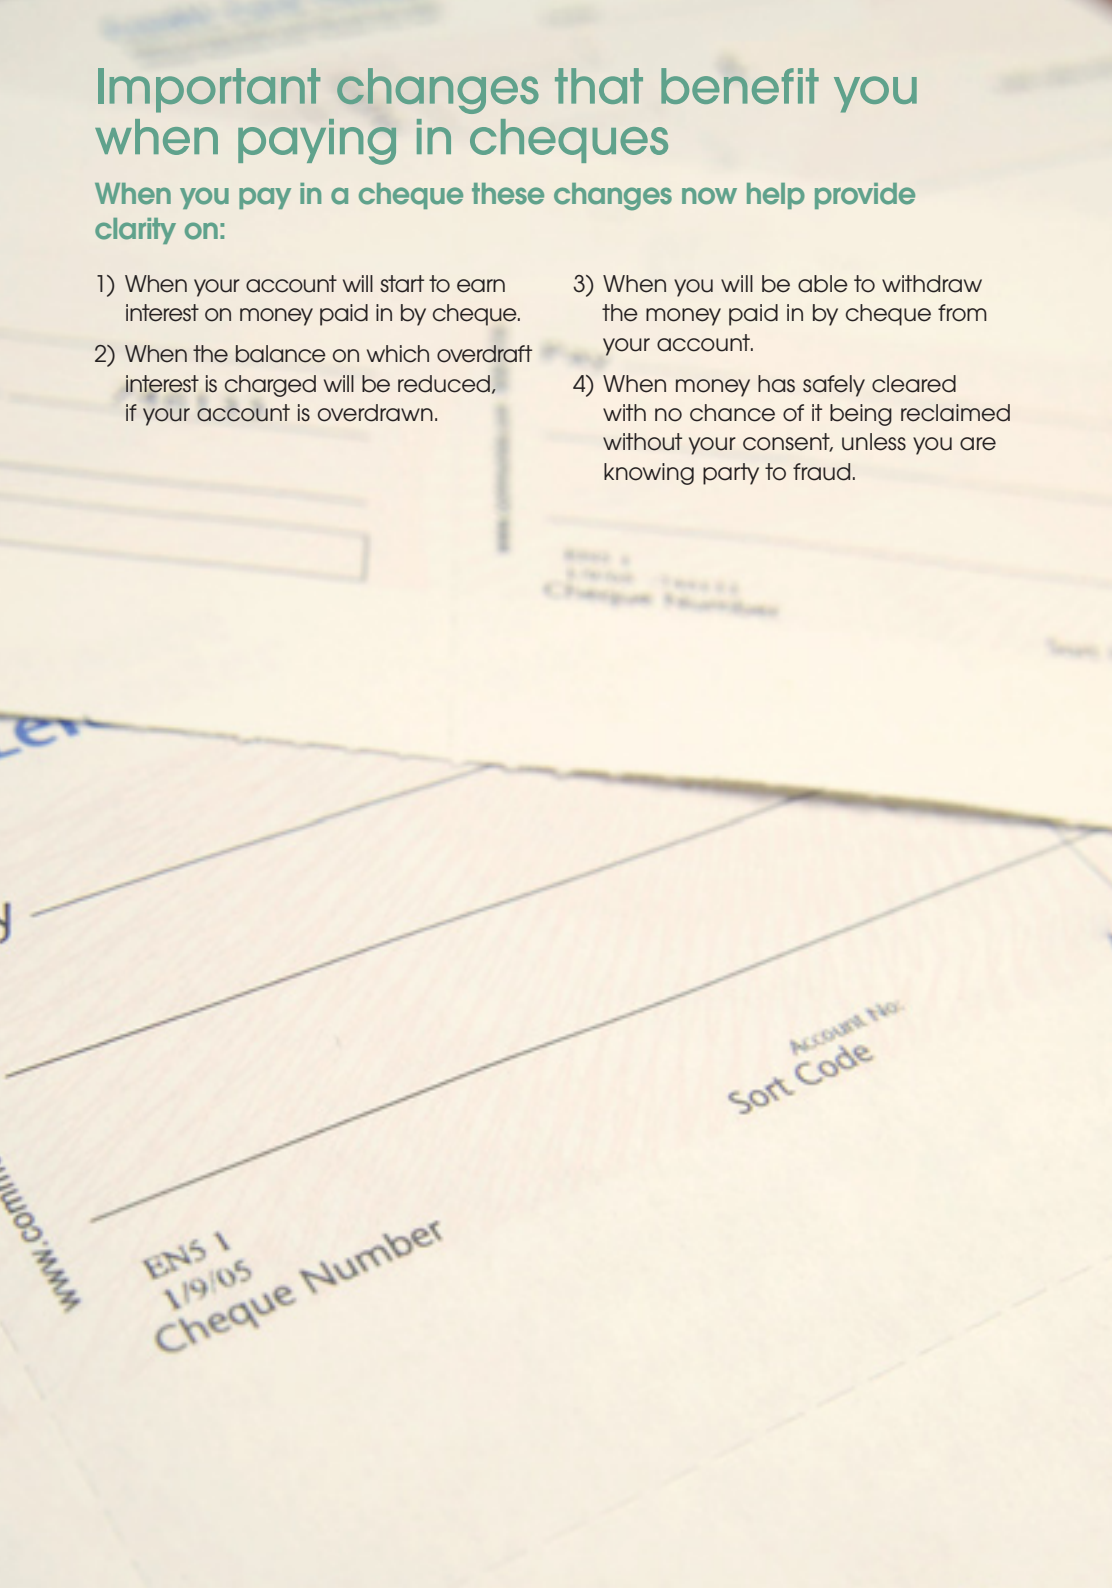 Important changes that benefit you
when paying in cheques
When you pay in a cheque these changes now help provide
clarity on:
1) When your account will start to earn
interest on money paid in by cheque.
2) When the balance on which overdraft
interest is charged will be reduced,
if your account is overdrawn.
3) When you will be able to withdraw
the money paid in by cheque from
your account.
4) When money has safely cleared
with no chance of it being reclaimed
without your consent, unless you are
knowing party to fraud.
Cheque Number
Account No:
Sort Code
EN5 1
1/9/05
Cheque Number